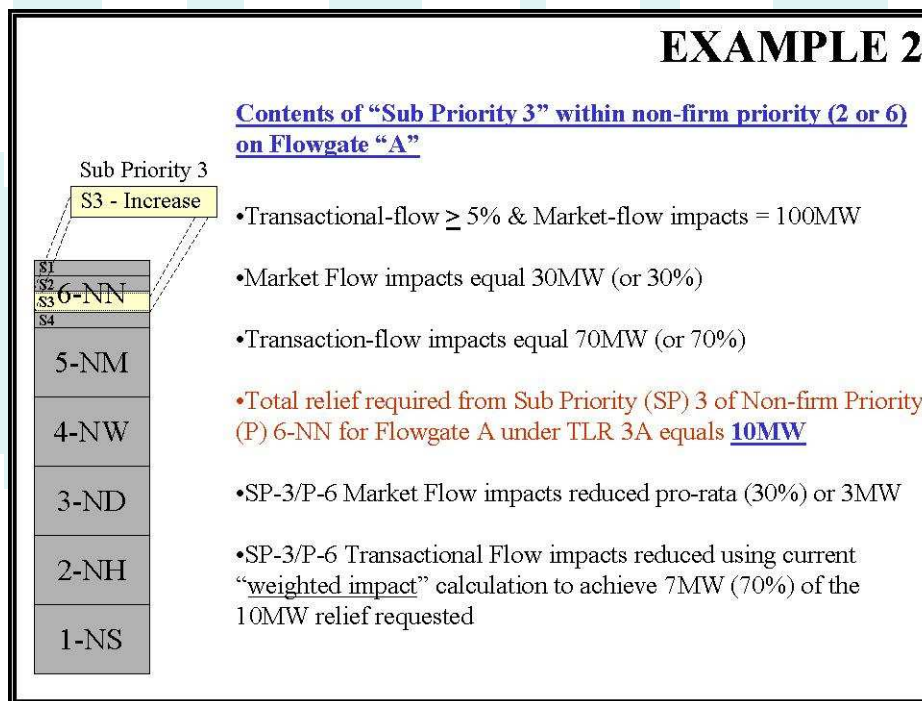 EXAMPLE 2
Contents of “Sub Priority 3” within non-firm priority (2 or 6)
on Flowgate “A”
Sub Priority 3
S3 - Increase
•Transactional-flow ≥ 5% & Market-flow impacts = 100MW
•Market Flow impacts equal 30MW (or 30%)
•Transaction-flow impacts equal 70MW (or 70%)
•Total relief required from Sub Priority (SP) 3 of Non-firm Priority
(P) 6-NN for Flowgate A under TLR 3A equals 10MW
•SP-3/P-6 Market Flow impacts reduced pro-rata (30%) or 3MW
•SP-3/P-6 Transactional Flow impacts reduced using current
“weighted impact” calculation to achieve 7MW (70%) of the
10MW relief requested
S1
S2
6-NN
S3
S4
5-NM
4-NW
3-ND
2-NH
1-NS